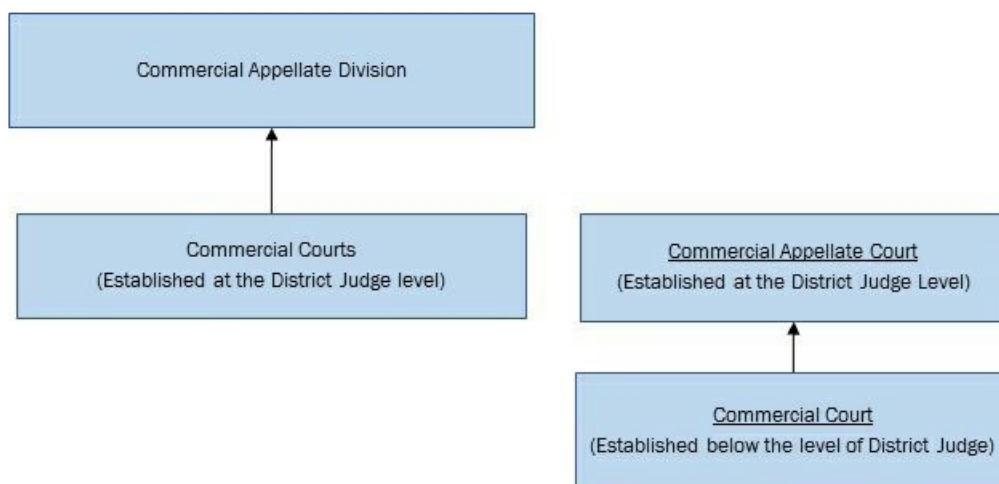 Commercial Appellate Division
Commercial Courts
(Established at the District Judge level)
Commercial Appellate Court
(Established at the District Judge Level)
Commercial Court
(Established below the level of District Judge)